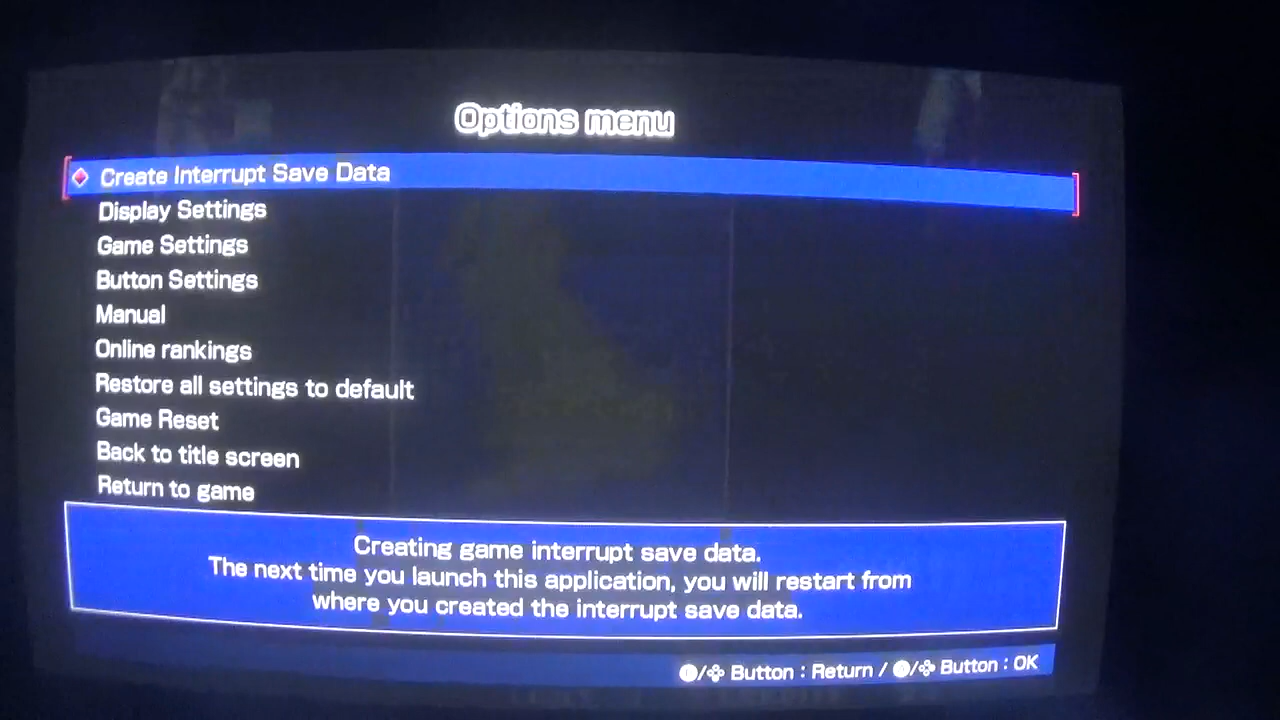 Options menu
Create Interrupt Save Data
Display Settings
Game Settings
Button Settings
Manual
Online rankings
Restore all settings to default
Game Reset
Back to title screen
Return to game
Creating game interrupt save data.
The next time you launch this application, you will restart from
where you created the interrupt save data.
/ Button : Return / / Button : OK